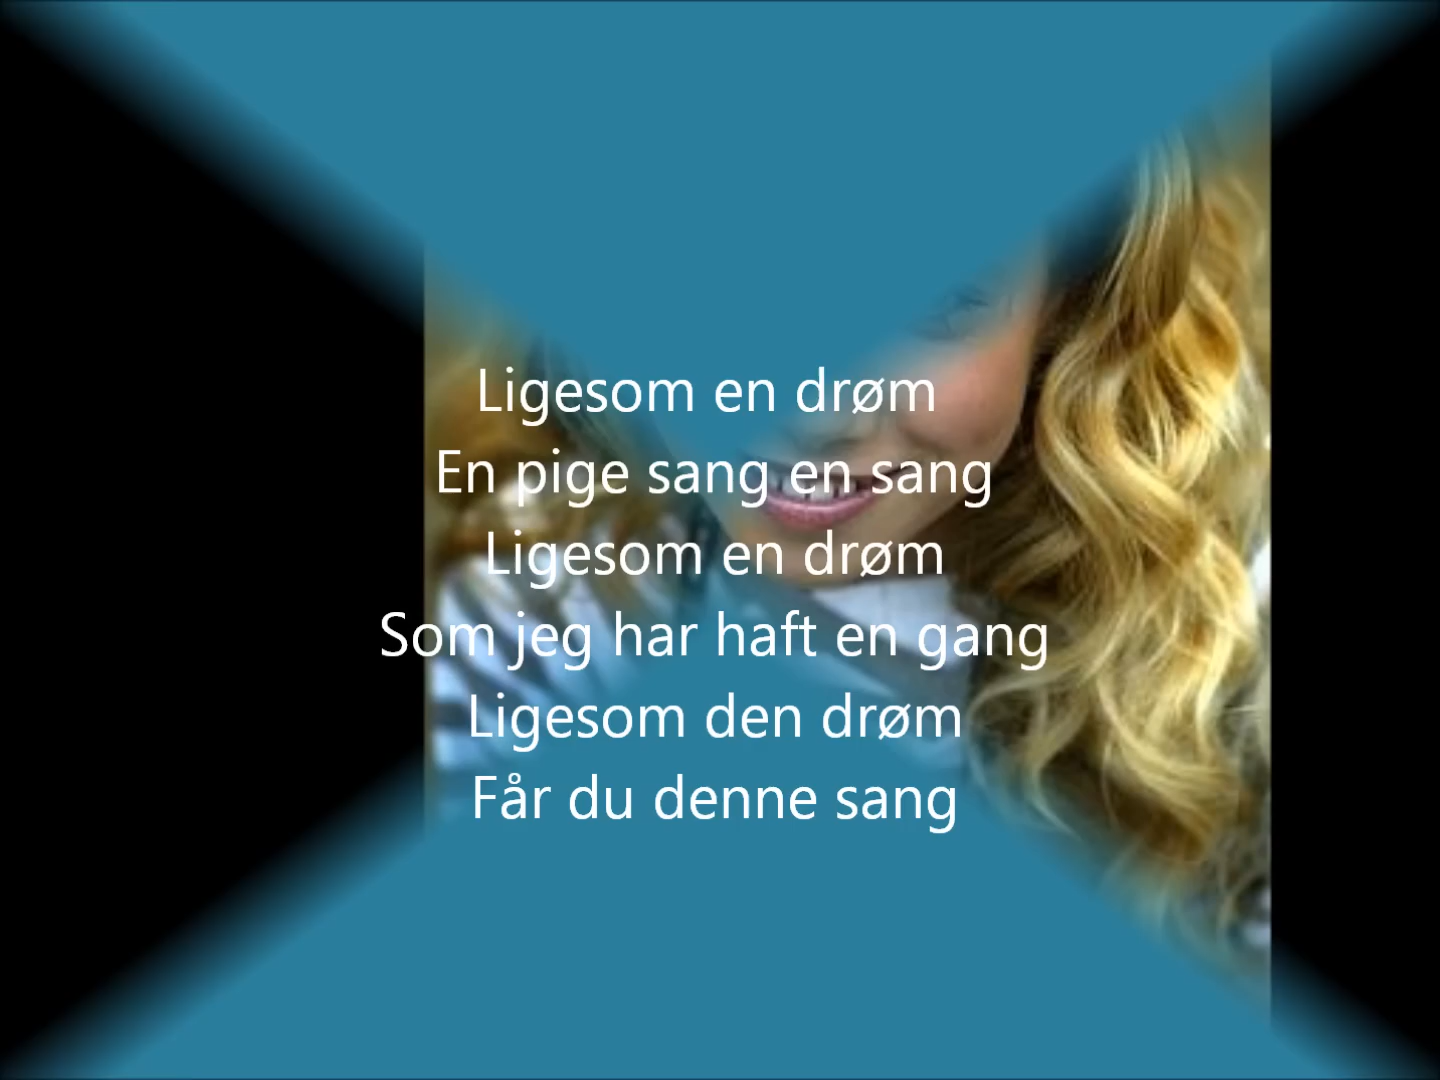 Ligesom en drøm
En pige sang en sang
Ligesom en drøm
Som jeg har haft en gang
Ligesom den drøm
Får du denne sang